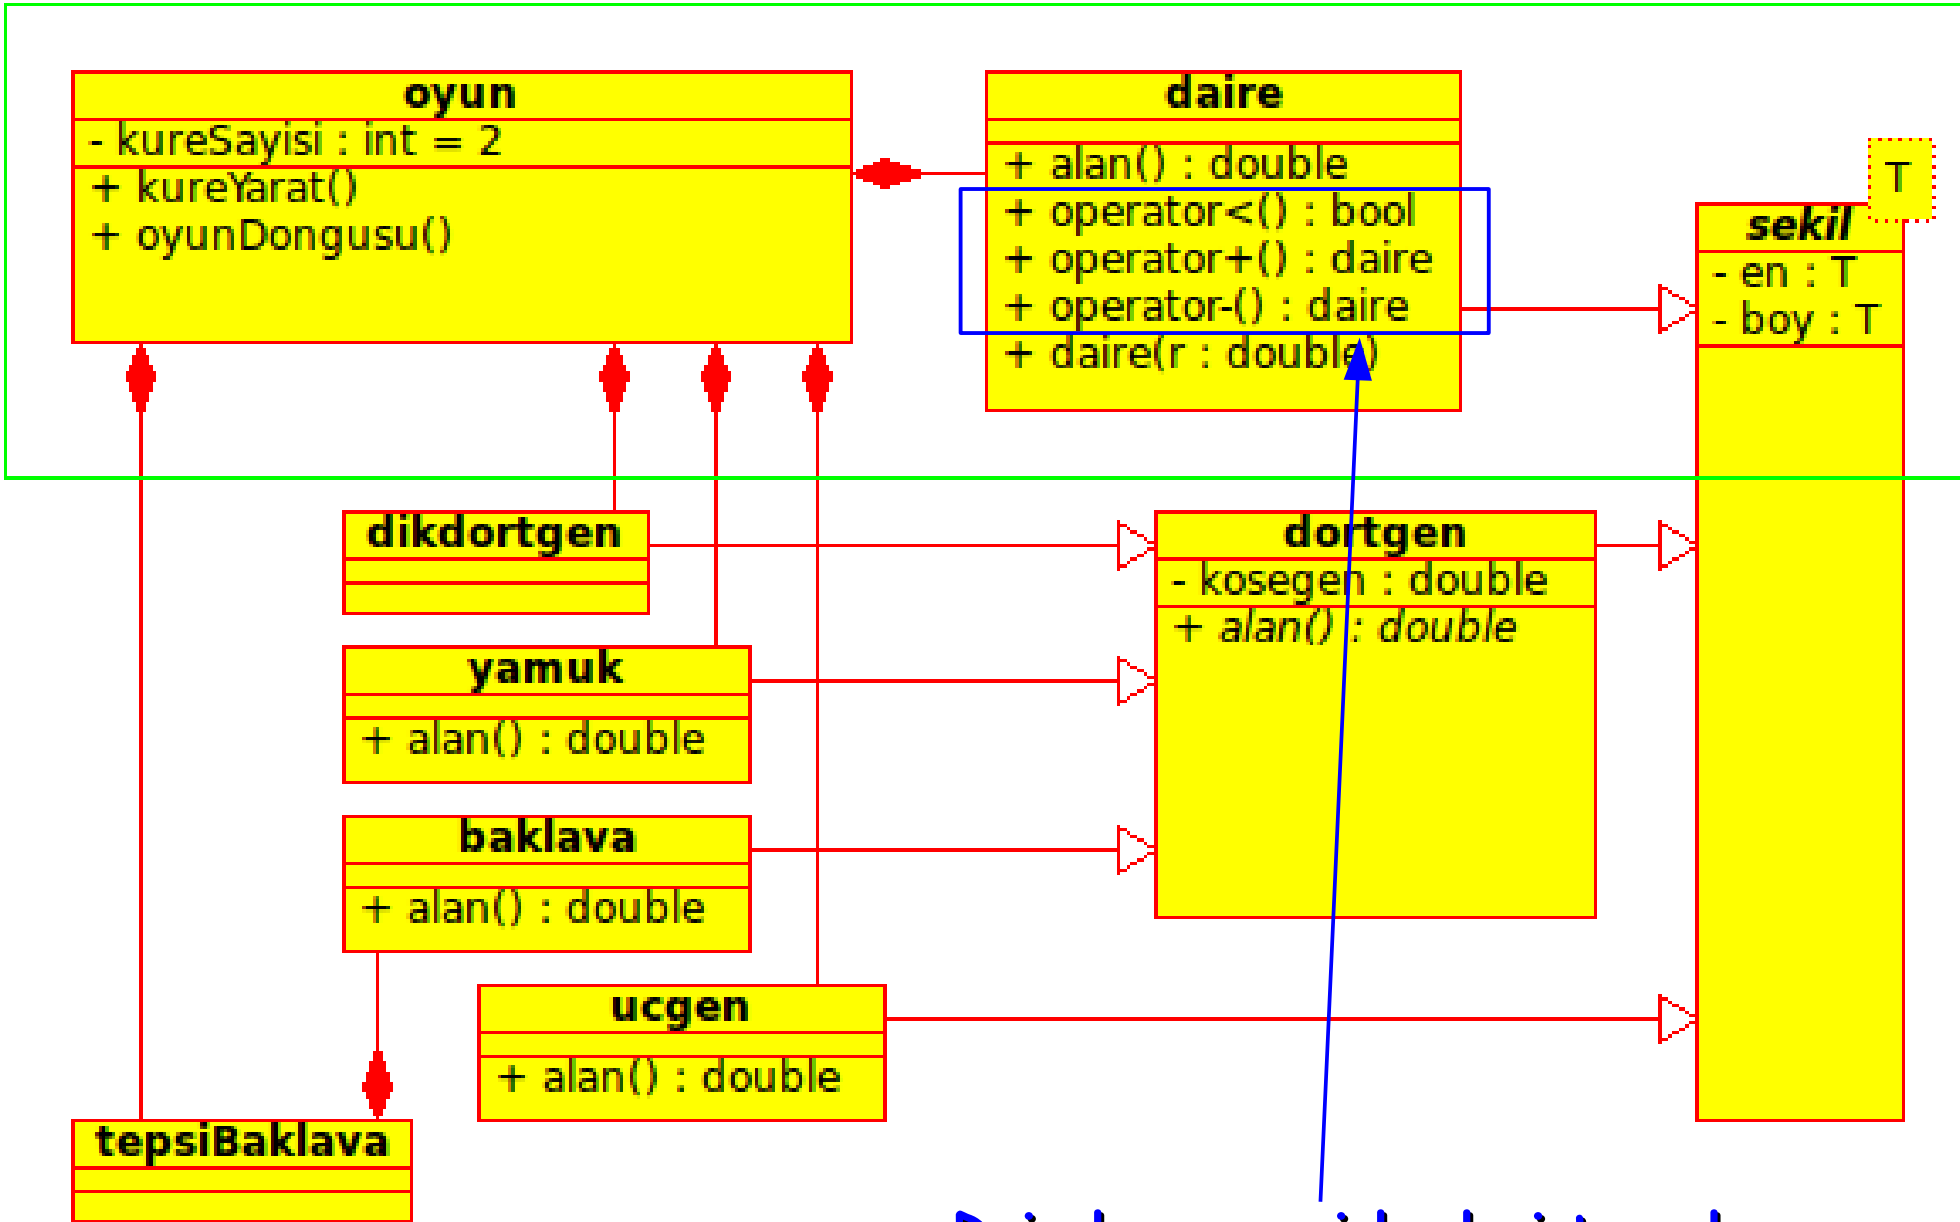 oyun
- kureSayisi : int = 2
+ kureYarat()
+ oyunDongusu()
daire
+ alan() : double
+ operator<() : bool
+ operator+() : daire
+ operator-() : daire
+ daire(r : double)
T
sekil
- en : T
- boy : T
dikdortgen
dortgen
- kosegen : double
+ alan() : double
yamuk
+ alan() : double
baklava
+ alan() : double
ucgen
+ alan() : double
tepsiBaklava